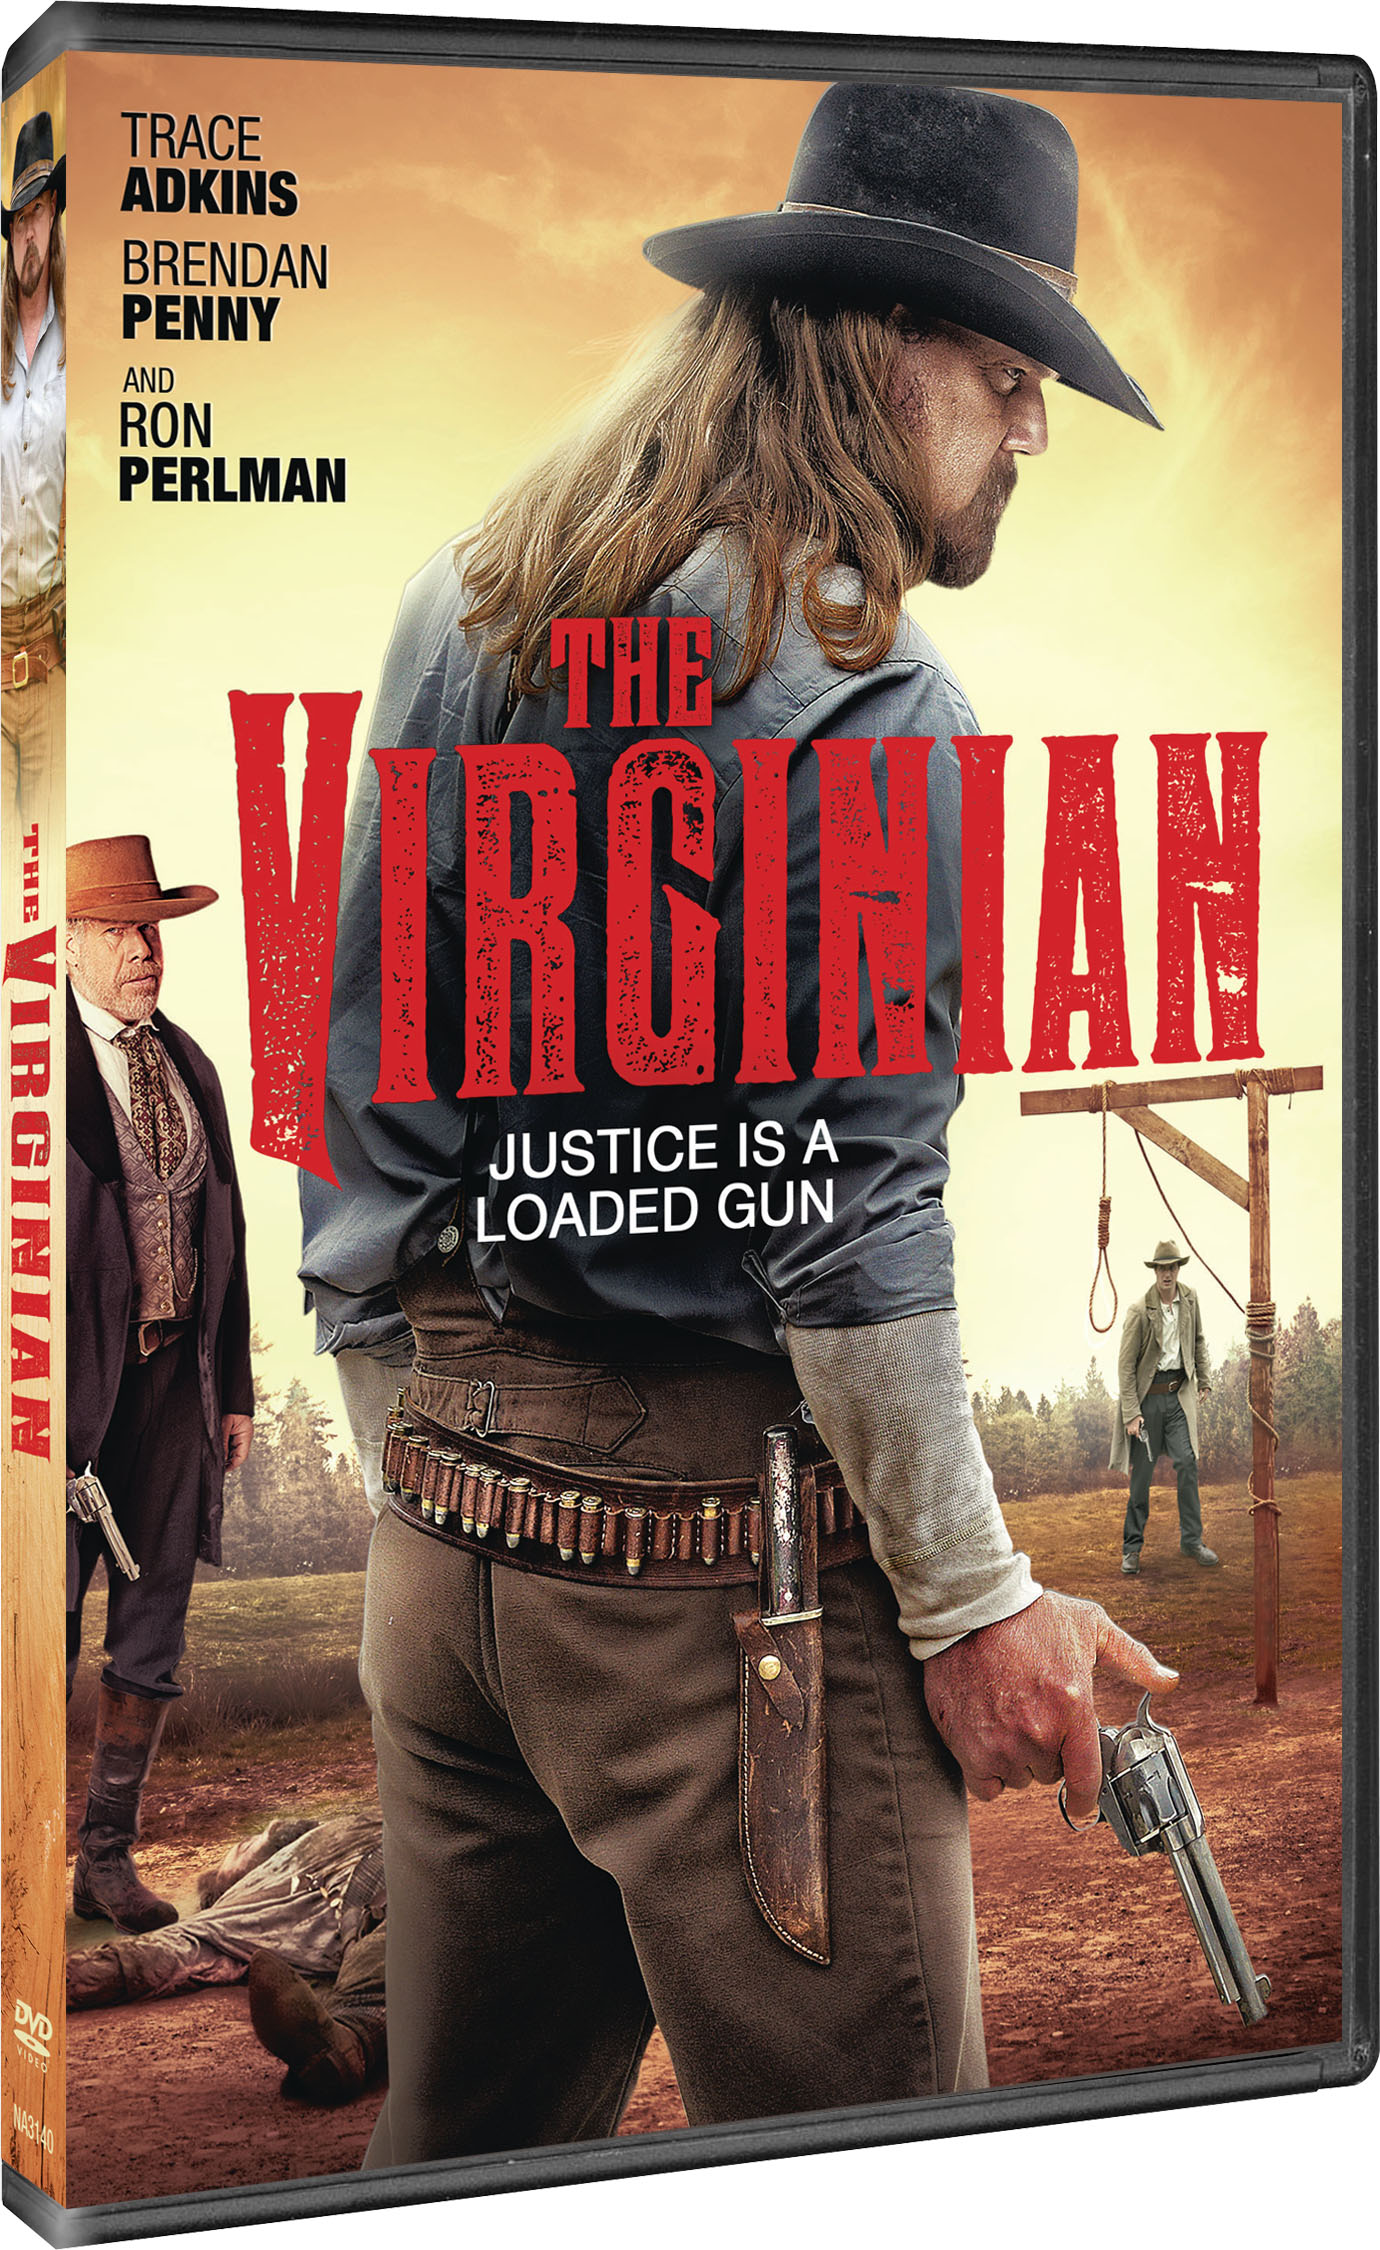 TRACE
ADKINS
BRENDAN
PENNY
AND
RON
PERLMAN
THE
VIRGINIAN
JUSTICE IS A
LOADED GUN
THE VIRGINIAN
DVD
VIDEO
NA3140